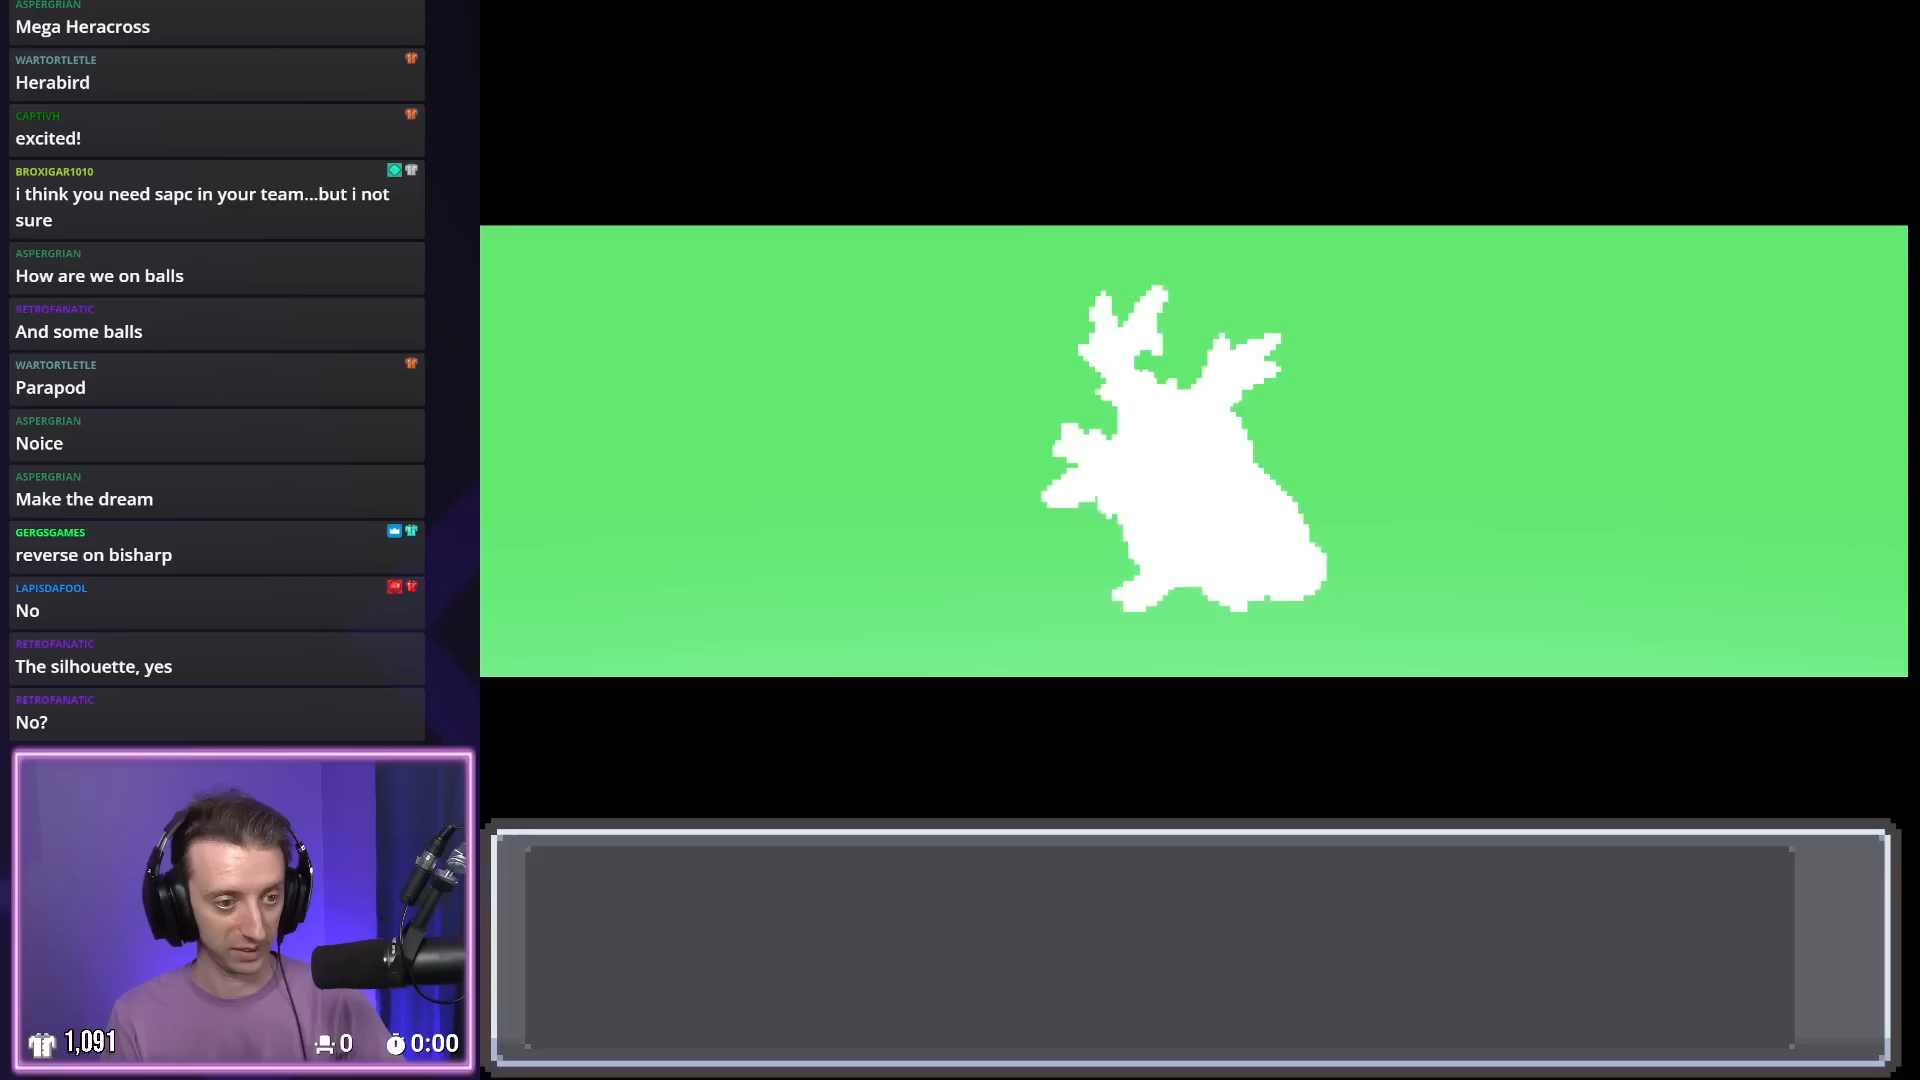 ASPERGRIAN
Mega Heracross
WARTORTLETLE
Herabird
CAPTIVH
excited!
BROXIGAR1010
i think you need sapc in your team...but i not
sure
ASPERGRIAN
How are we on balls
RETROFANATIC
And some balls
WARTORTLETLE
Parapod
ASPERGRIAN
Noice
ASPERGRIAN
Make the dream
GERGSGAMES
reverse on bisharp
LAPISDAFOOL
No
RETROFANATIC
The silhouette, yes
RETROFANATIC
No?
1,091
0
0:00